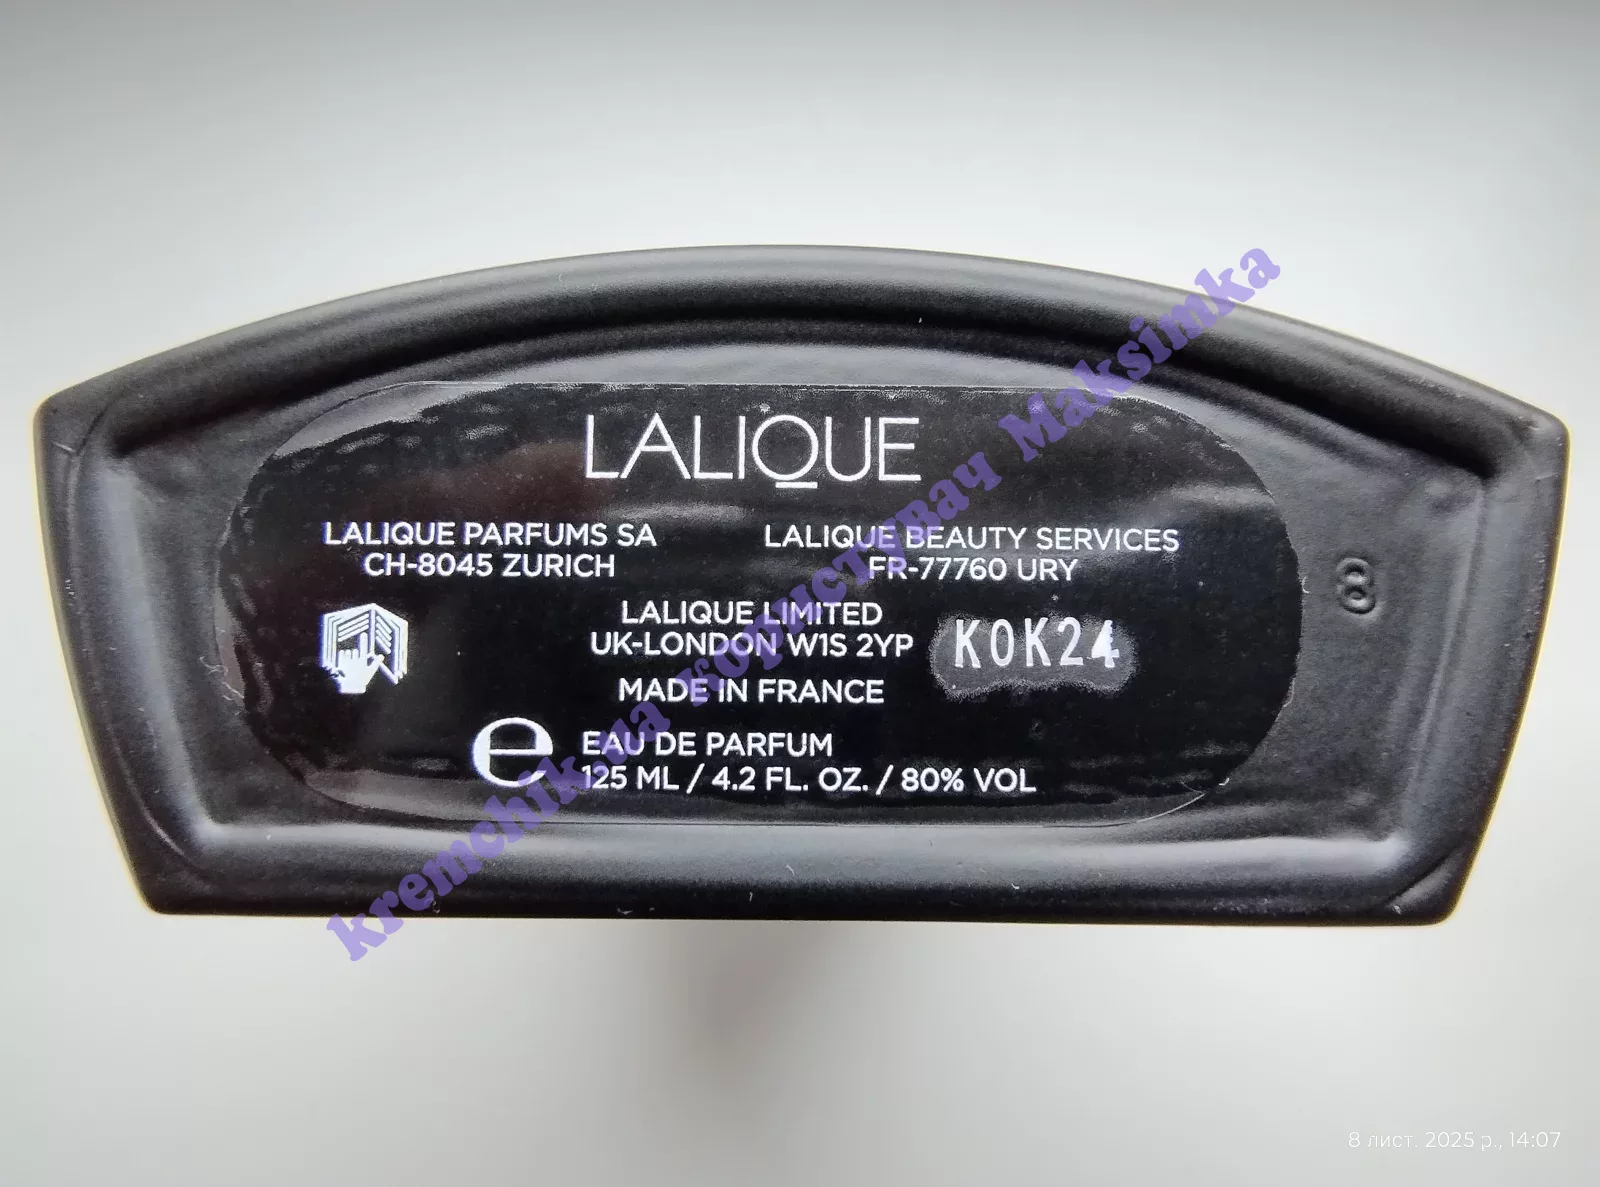 LALIQUE
LALIQUE PARFUMS SA
CH-8045 ZURICH
LALIQUE BEAUTY SERVICES
FR-77760 URY
LALIQUE LIMITED
UK-LONDON W1S 2YP
MADE IN FRANCE
K0K24
8
e EAU DE PARFUM
125 ML / 4.2 FL. OZ. / 80% VOL
kremchik.ua користувач Maksimka
8 лист. 2025 р., 14:07